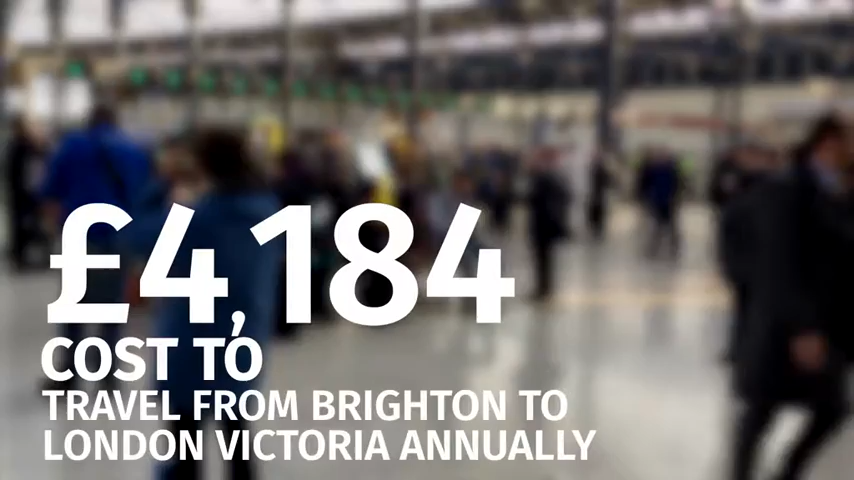 £4,184
COST TO
TRAVEL FROM BRIGHTON TO
LONDON VICTORIA ANNUALLY